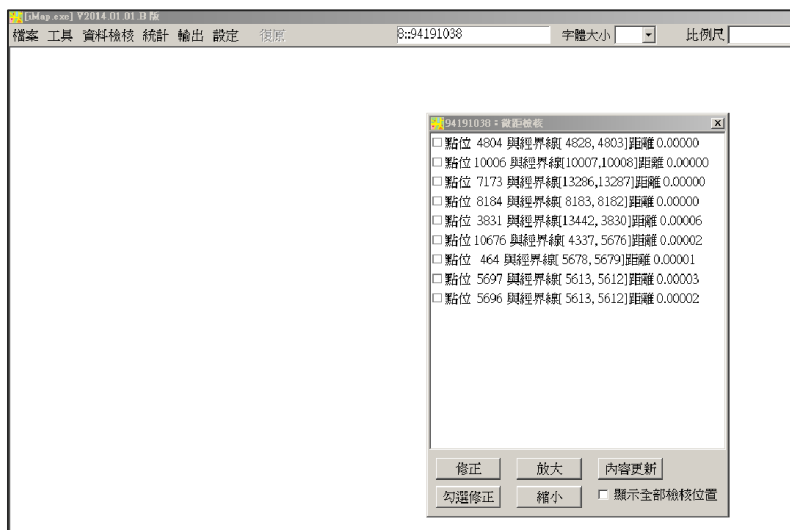 [iMap.exe] V2014.01.01.B 版
檔案 工具 資料檢核 統計 輸出 設定 復原 8::94191038 字體大小 比例尺
94191038：微距檢核
點位 4804 與經界線[ 4828, 4803]距離 0.00000
點位 10006 與經界線[10007,10008]距離 0.00000
點位 7173 與經界線[13286,13287]距離 0.00000
點位 8184 與經界線[ 8183, 8182]距離 0.00000
點位 3831 與經界線[13442, 3830]距離 0.00006
點位 10676 與經界線[ 4337, 5676]距離 0.00002
點位 464 與經界線[ 5678, 5679]距離 0.00001
點位 5697 與經界線[ 5613, 5612]距離 0.00003
點位 5696 與經界線[ 5613, 5612]距離 0.00002
修正 放大 內容更新
勾選修正 縮小 顯示全部檢核位置